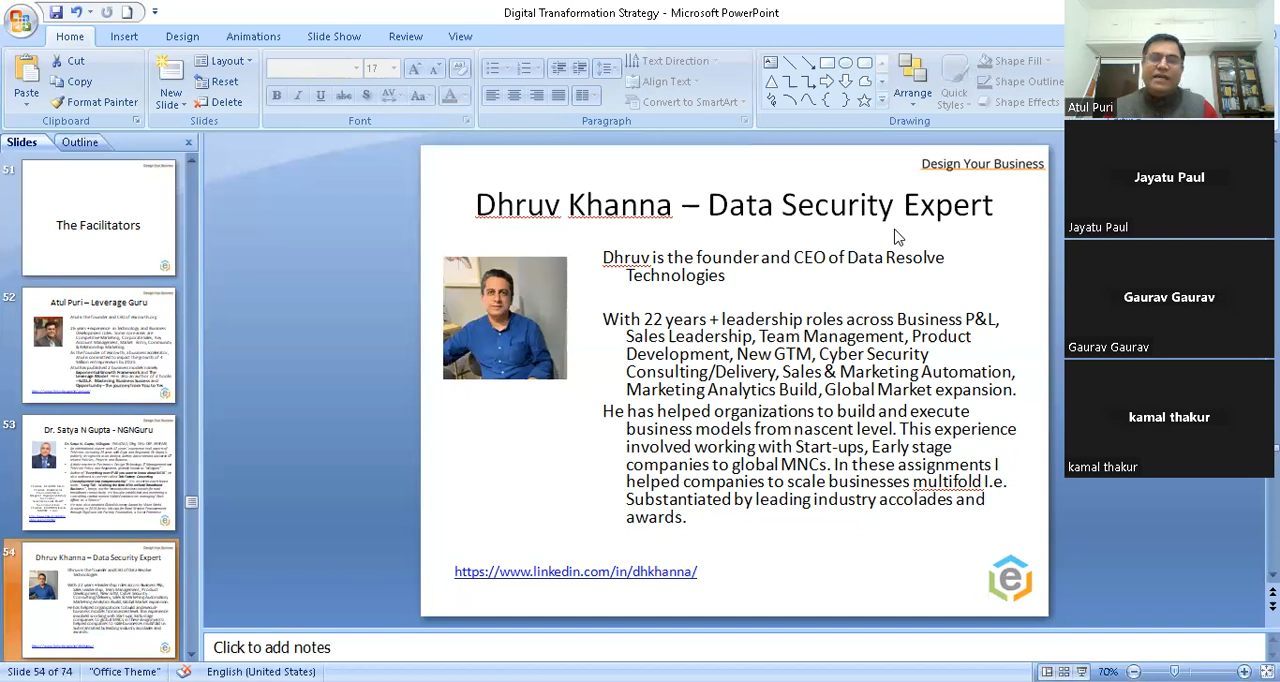 Digital Transformation Strategy - Microsoft PowerPoint
Home
Insert
Design
Animations
Slide Show
Review
View
Paste
Cut
Copy
Format Painter
Clipboard
New Slide
Layout
Reset
Delete
Slides
17
Font
Text Direction
Align Text
Convert to SmartArt
Paragraph
Arrange
Quick Styles
Shape Fill
Shape Outline
Shape Effects
Drawing
Slides
Outline
51
The Facilitators
52
Atul Puri – Leverage Guru
53
Dr. Satya N Gupta - NGNGuru
54
Dhruv Khanna – Data Security Expert
Design Your Business
Dhruv Khanna – Data Security Expert
Dhruv is the founder and CEO of Data Resolve
Technologies
With 22 years + leadership roles across Business P&L,
Sales Leadership, Team Management, Product
Development, New GTM, Cyber Security
Consulting/Delivery, Sales & Marketing Automation,
Marketing Analytics Build, Global Market expansion.
He has helped organizations to build and execute
business models from nascent level. This experience
involved working with start-ups, Early stage
companies to global MNCs. In these assignments I
helped companies scale businesses multifold I.e.
Substantiated by leading industry accolades and
awards.
https://www.linkedin.com/in/dhkhanna/
e
Click to add notes
Slide 54 of 74
"Office Theme"
English (United States)
70%
Atul Puri
Jayatu Paul
Jayatu Paul
Gaurav Gaurav
Gaurav Gaurav
kamal thakur
kamal thakur